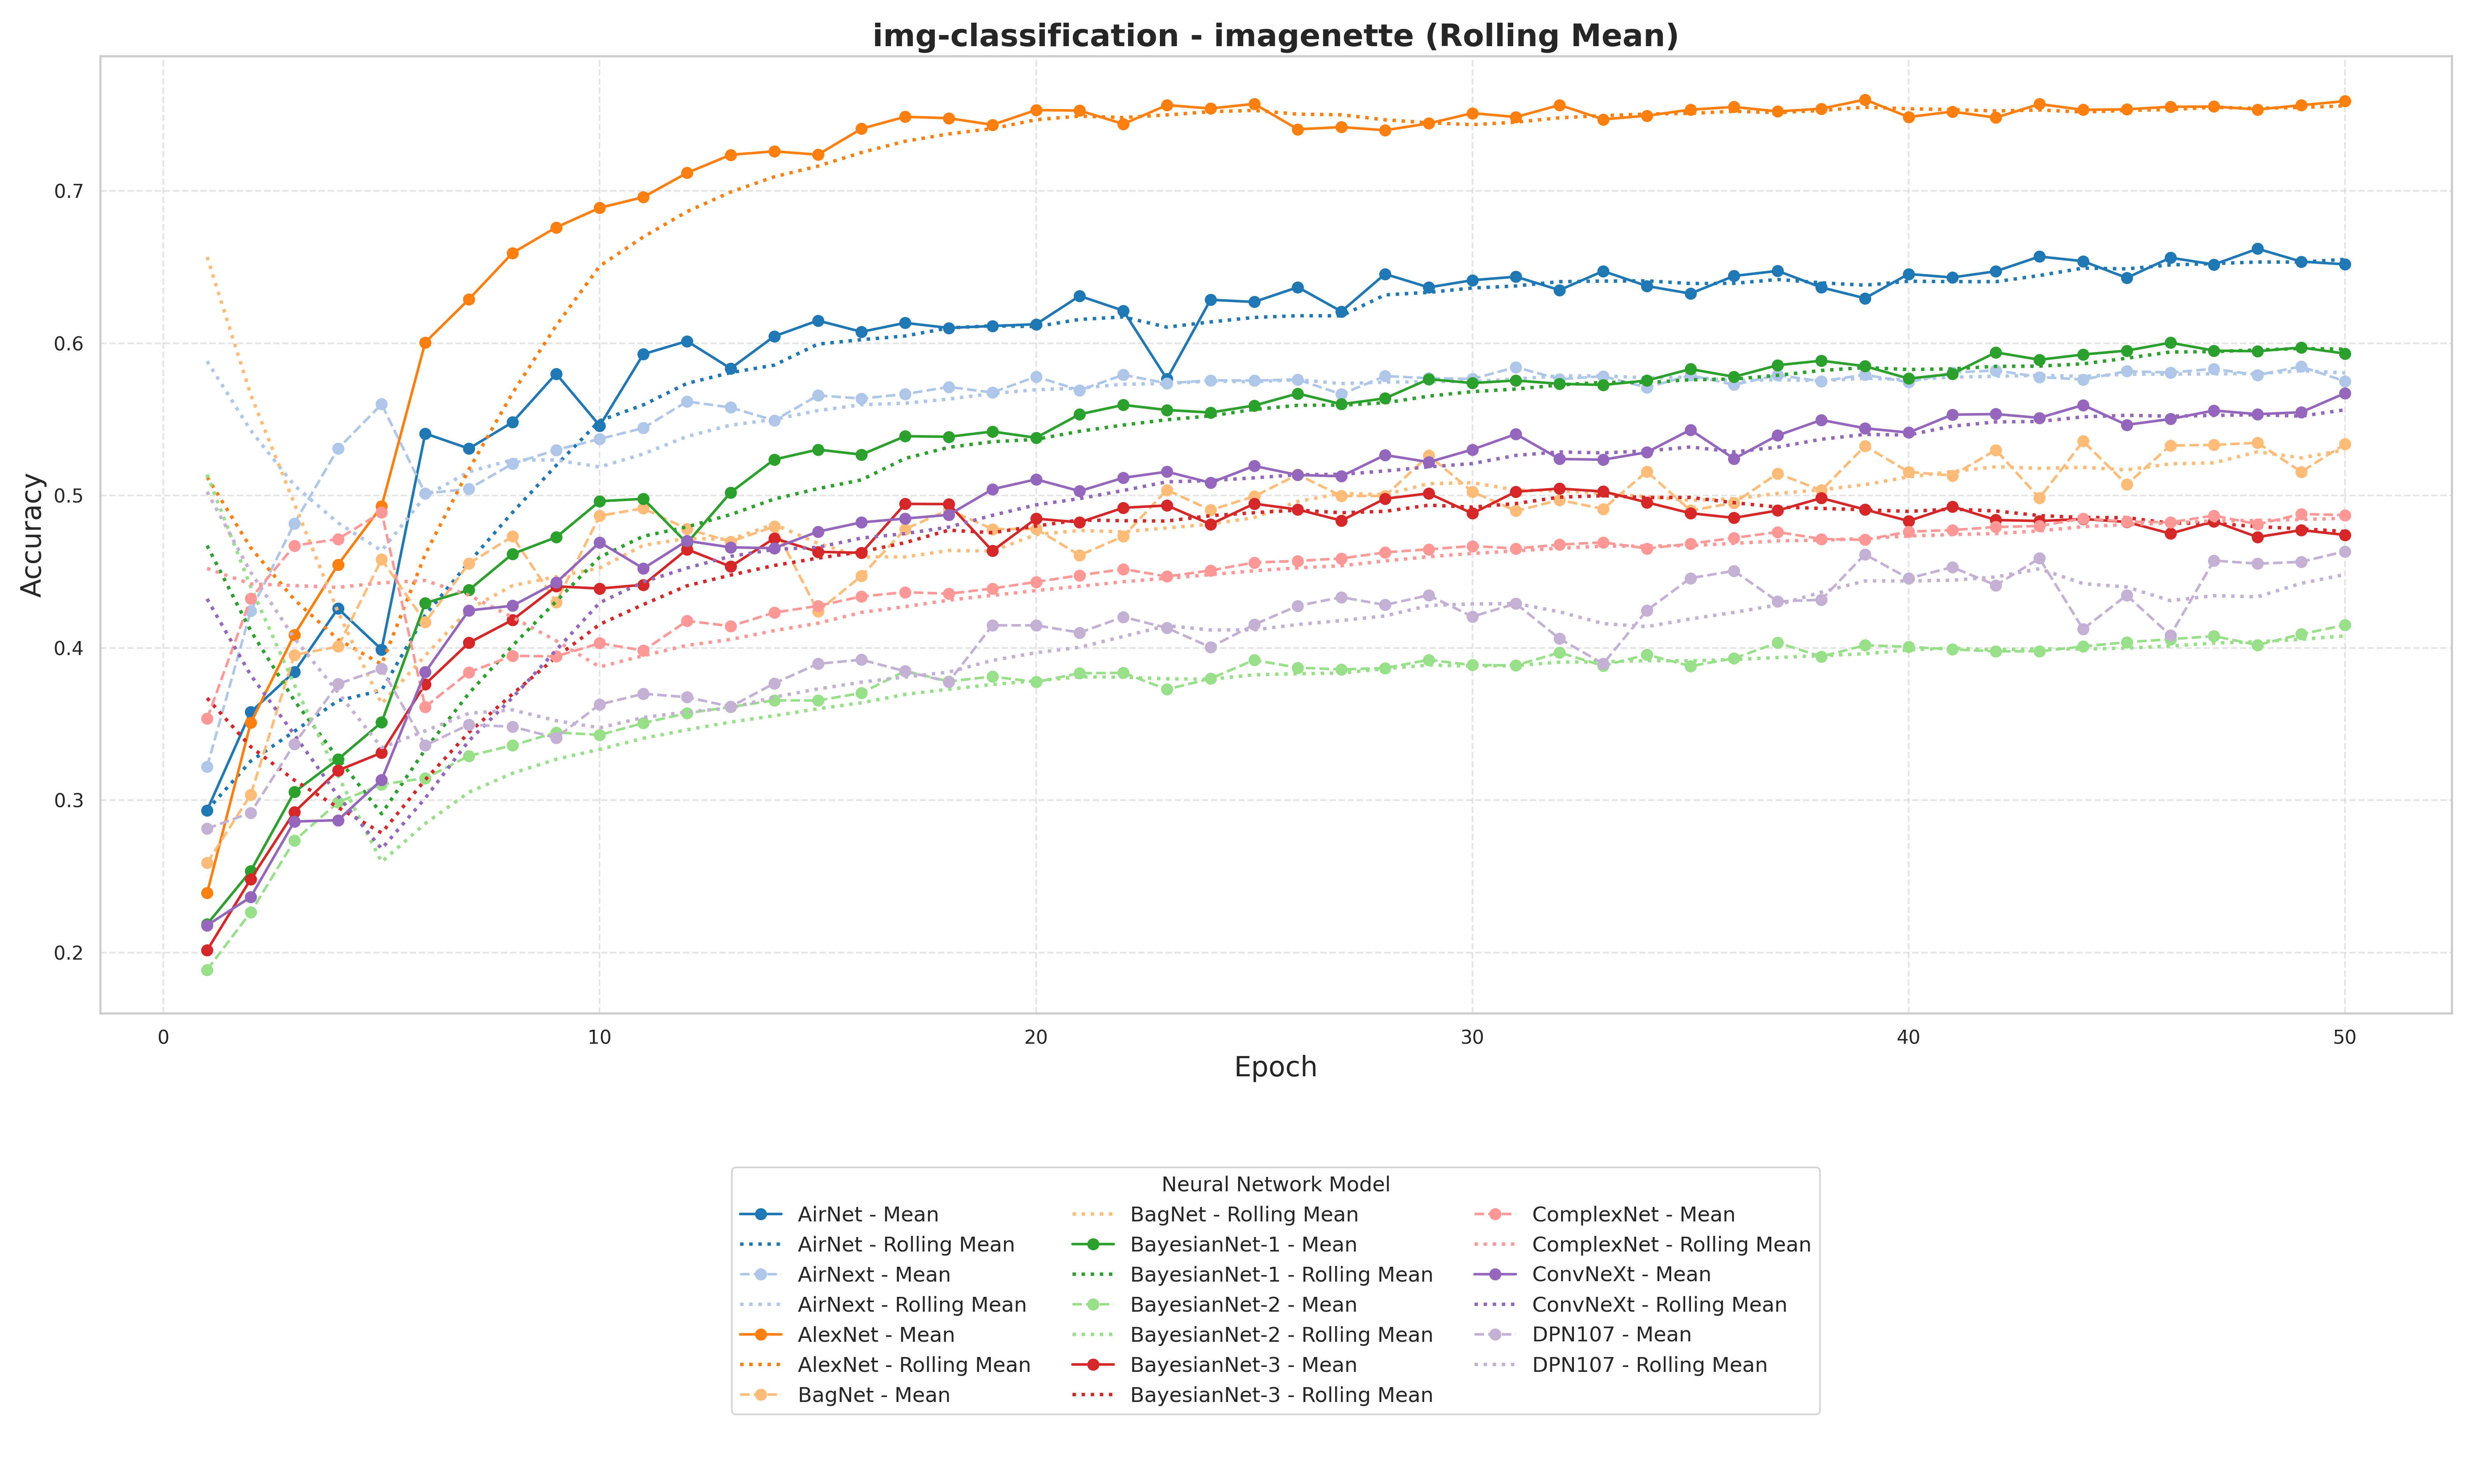 img-classification - imagenette (Rolling Mean)
Accuracy
0.7
0.6
0.5
0.4
0.3
0.2
0
10
20
30
40
50
Epoch
Neural Network Model
AirNet - Mean
AirNet - Rolling Mean
AirNext - Mean
AirNext - Rolling Mean
AlexNet - Mean
AlexNet - Rolling Mean
BagNet - Mean
BagNet - Rolling Mean
BayesianNet-1 - Mean
BayesianNet-1 - Rolling Mean
BayesianNet-2 - Mean
BayesianNet-2 - Rolling Mean
BayesianNet-3 - Mean
BayesianNet-3 - Rolling Mean
ComplexNet - Mean
ComplexNet - Rolling Mean
ConvNeXt - Mean
ConvNeXt - Rolling Mean
DPN107 - Mean
DPN107 - Rolling Mean